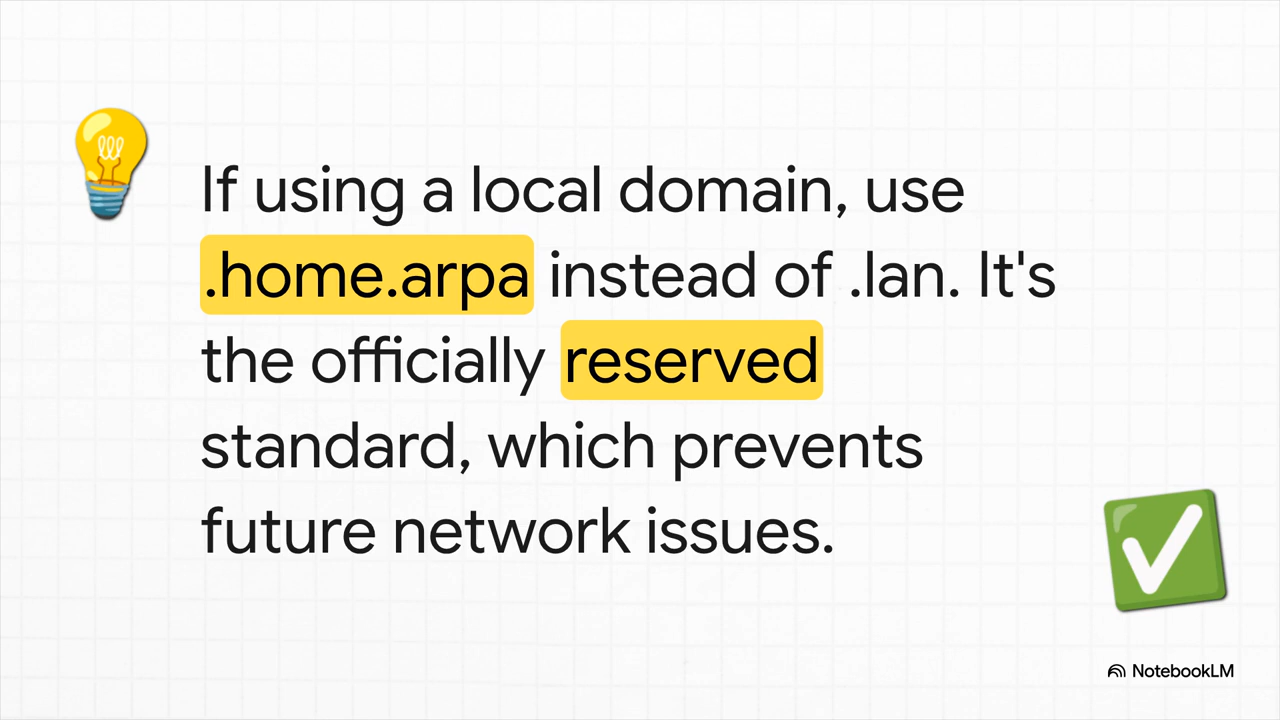 If using a local domain, use
.home.arpa instead of .lan. It's
the officially reserved
standard, which prevents
future network issues.
NotebookLM